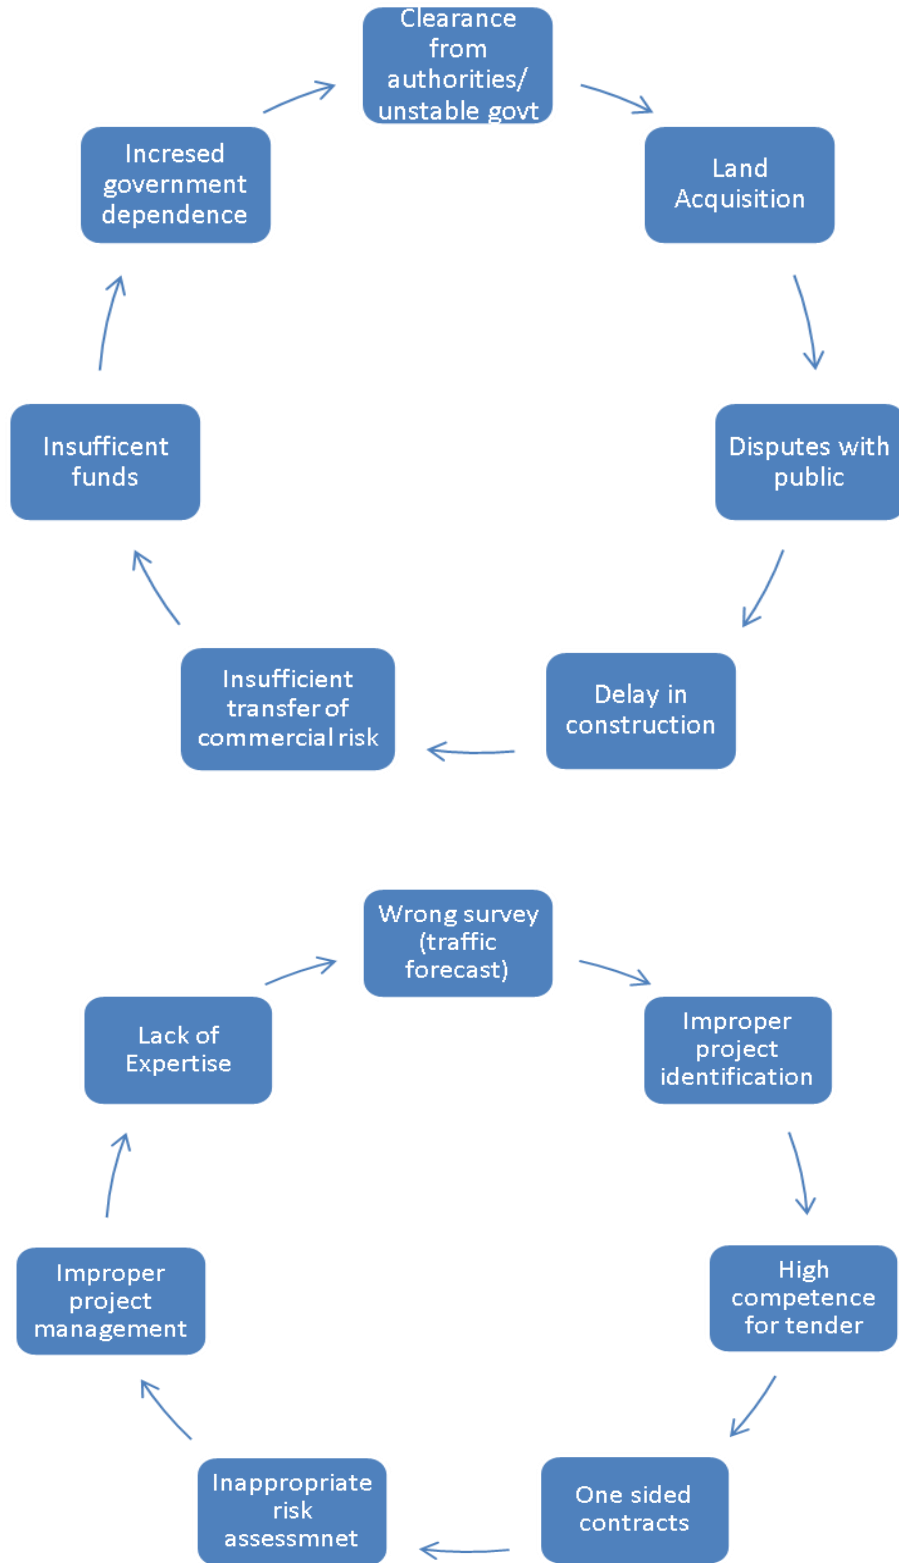 Clearance
from
authorities/
unstable govt
Land
Acquisition
Disputes with
public
Delay in
construction
Insufficient
transfer of
commercial risk
Insufficent
funds
Incresed
government
dependence
Wrong survey
(traffic
forecast)
Improper
project
identification
High
competence
for tender
One sided
contracts
Inappropriate
risk
assessmnet
Improper
project
management
Lack of
Expertise